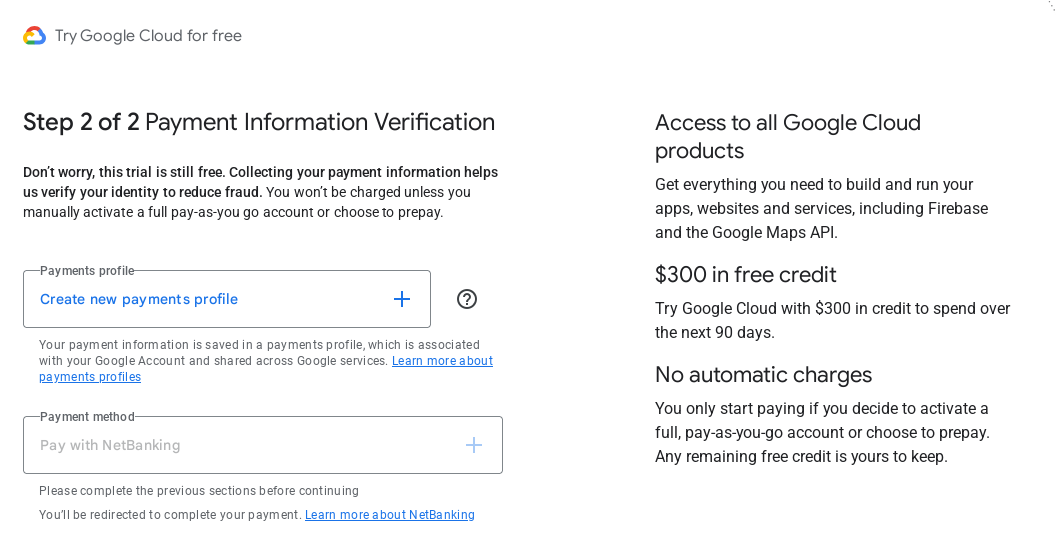 Try Google Cloud for free
Step 2 of 2 Payment Information Verification
Don’t worry, this trial is still free. Collecting your payment information helps
us verify your identity to reduce fraud. You won’t be charged unless you
manually activate a full pay-as-you go account or choose to prepay.
Payments profile
Create new payments profile
Your payment information is saved in a payments profile, which is associated
with your Google Account and shared across Google services. Learn more about
payments profiles
Payment method
Pay with NetBanking
Please complete the previous sections before continuing
You’ll be redirected to complete your payment. Learn more about NetBanking
Access to all Google Cloud
products
Get everything you need to build and run your
apps, websites and services, including Firebase
and the Google Maps API.
$300 in free credit
Try Google Cloud with $300 in credit to spend over
the next 90 days.
No automatic charges
You only start paying if you decide to activate a
full, pay-as-you-go account or choose to prepay.
Any remaining free credit is yours to keep.